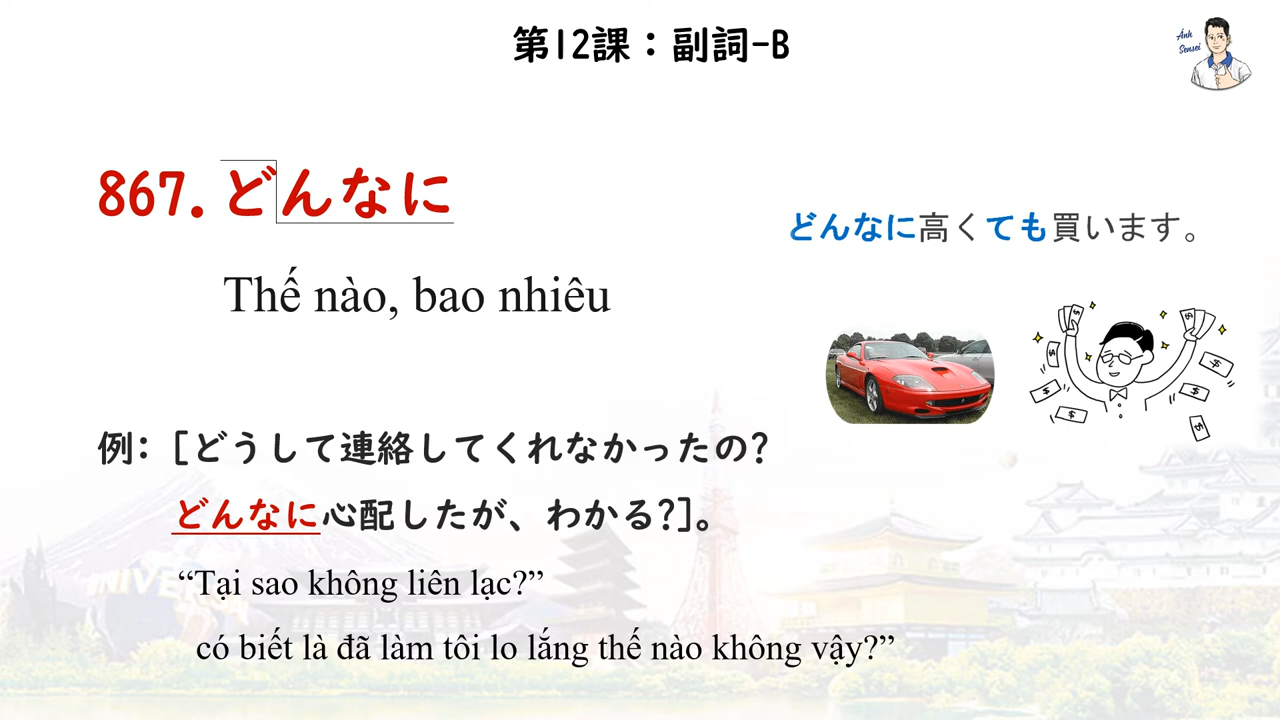 第12課：副詞-B
Ánh
Sensei
867. どんなに
どんなに高くても買います。
Thế nào, bao nhiêu
例: [どうして連絡してくれなかったの?
どんなに心配したが、わかる?]。
“Tại sao không liên lạc?”
có biết là đã làm tôi lo lắng thế nào không vậy?”